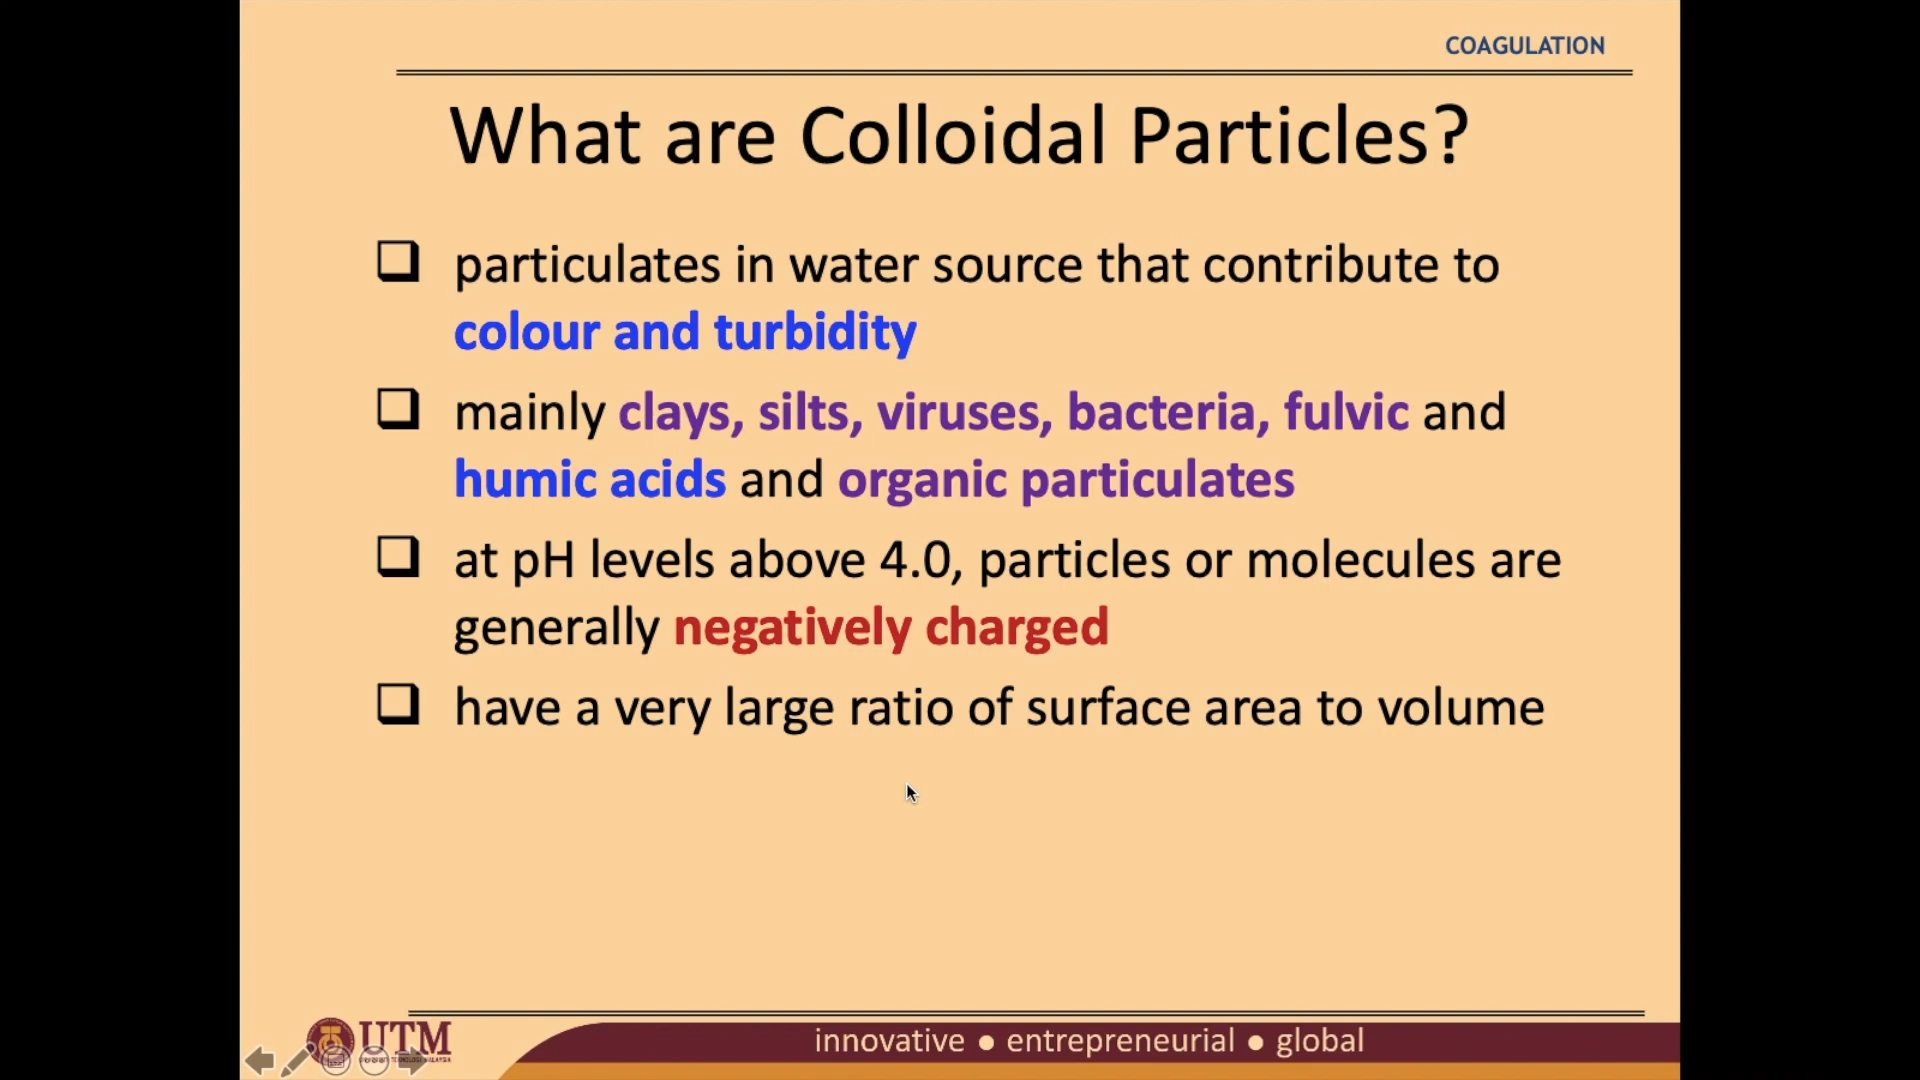 COAGULATION
What are Colloidal Particles?
particulates in water source that contribute to
colour and turbidity
mainly clays, silts, viruses, bacteria, fulvic and
humic acids and organic particulates
at pH levels above 4.0, particles or molecules are
generally negatively charged
have a very large ratio of surface area to volume
UTM
innovative ● entrepreneurial ● global